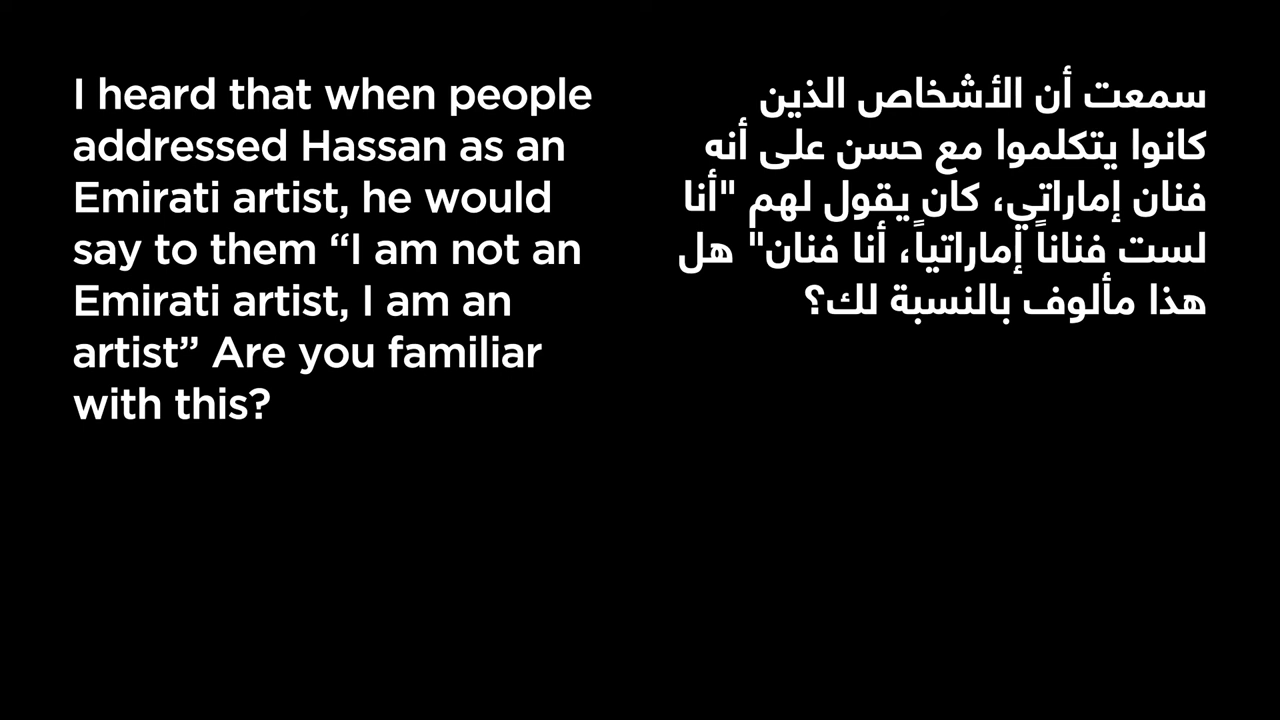 I heard that when people
addressed Hassan as an
Emirati artist, he would
say to them “I am not an
Emirati artist, I am an
artist” Are you familiar
with this?
سمعت أن الأشخاص الذين
كانوا يتكلموا مع حسن على أنه
فنان إماراتي، كان يقول لهم "أنا
لست فناناً إماراتياً، أنا فنان" هل
هذا مألوف بالنسبة لك؟